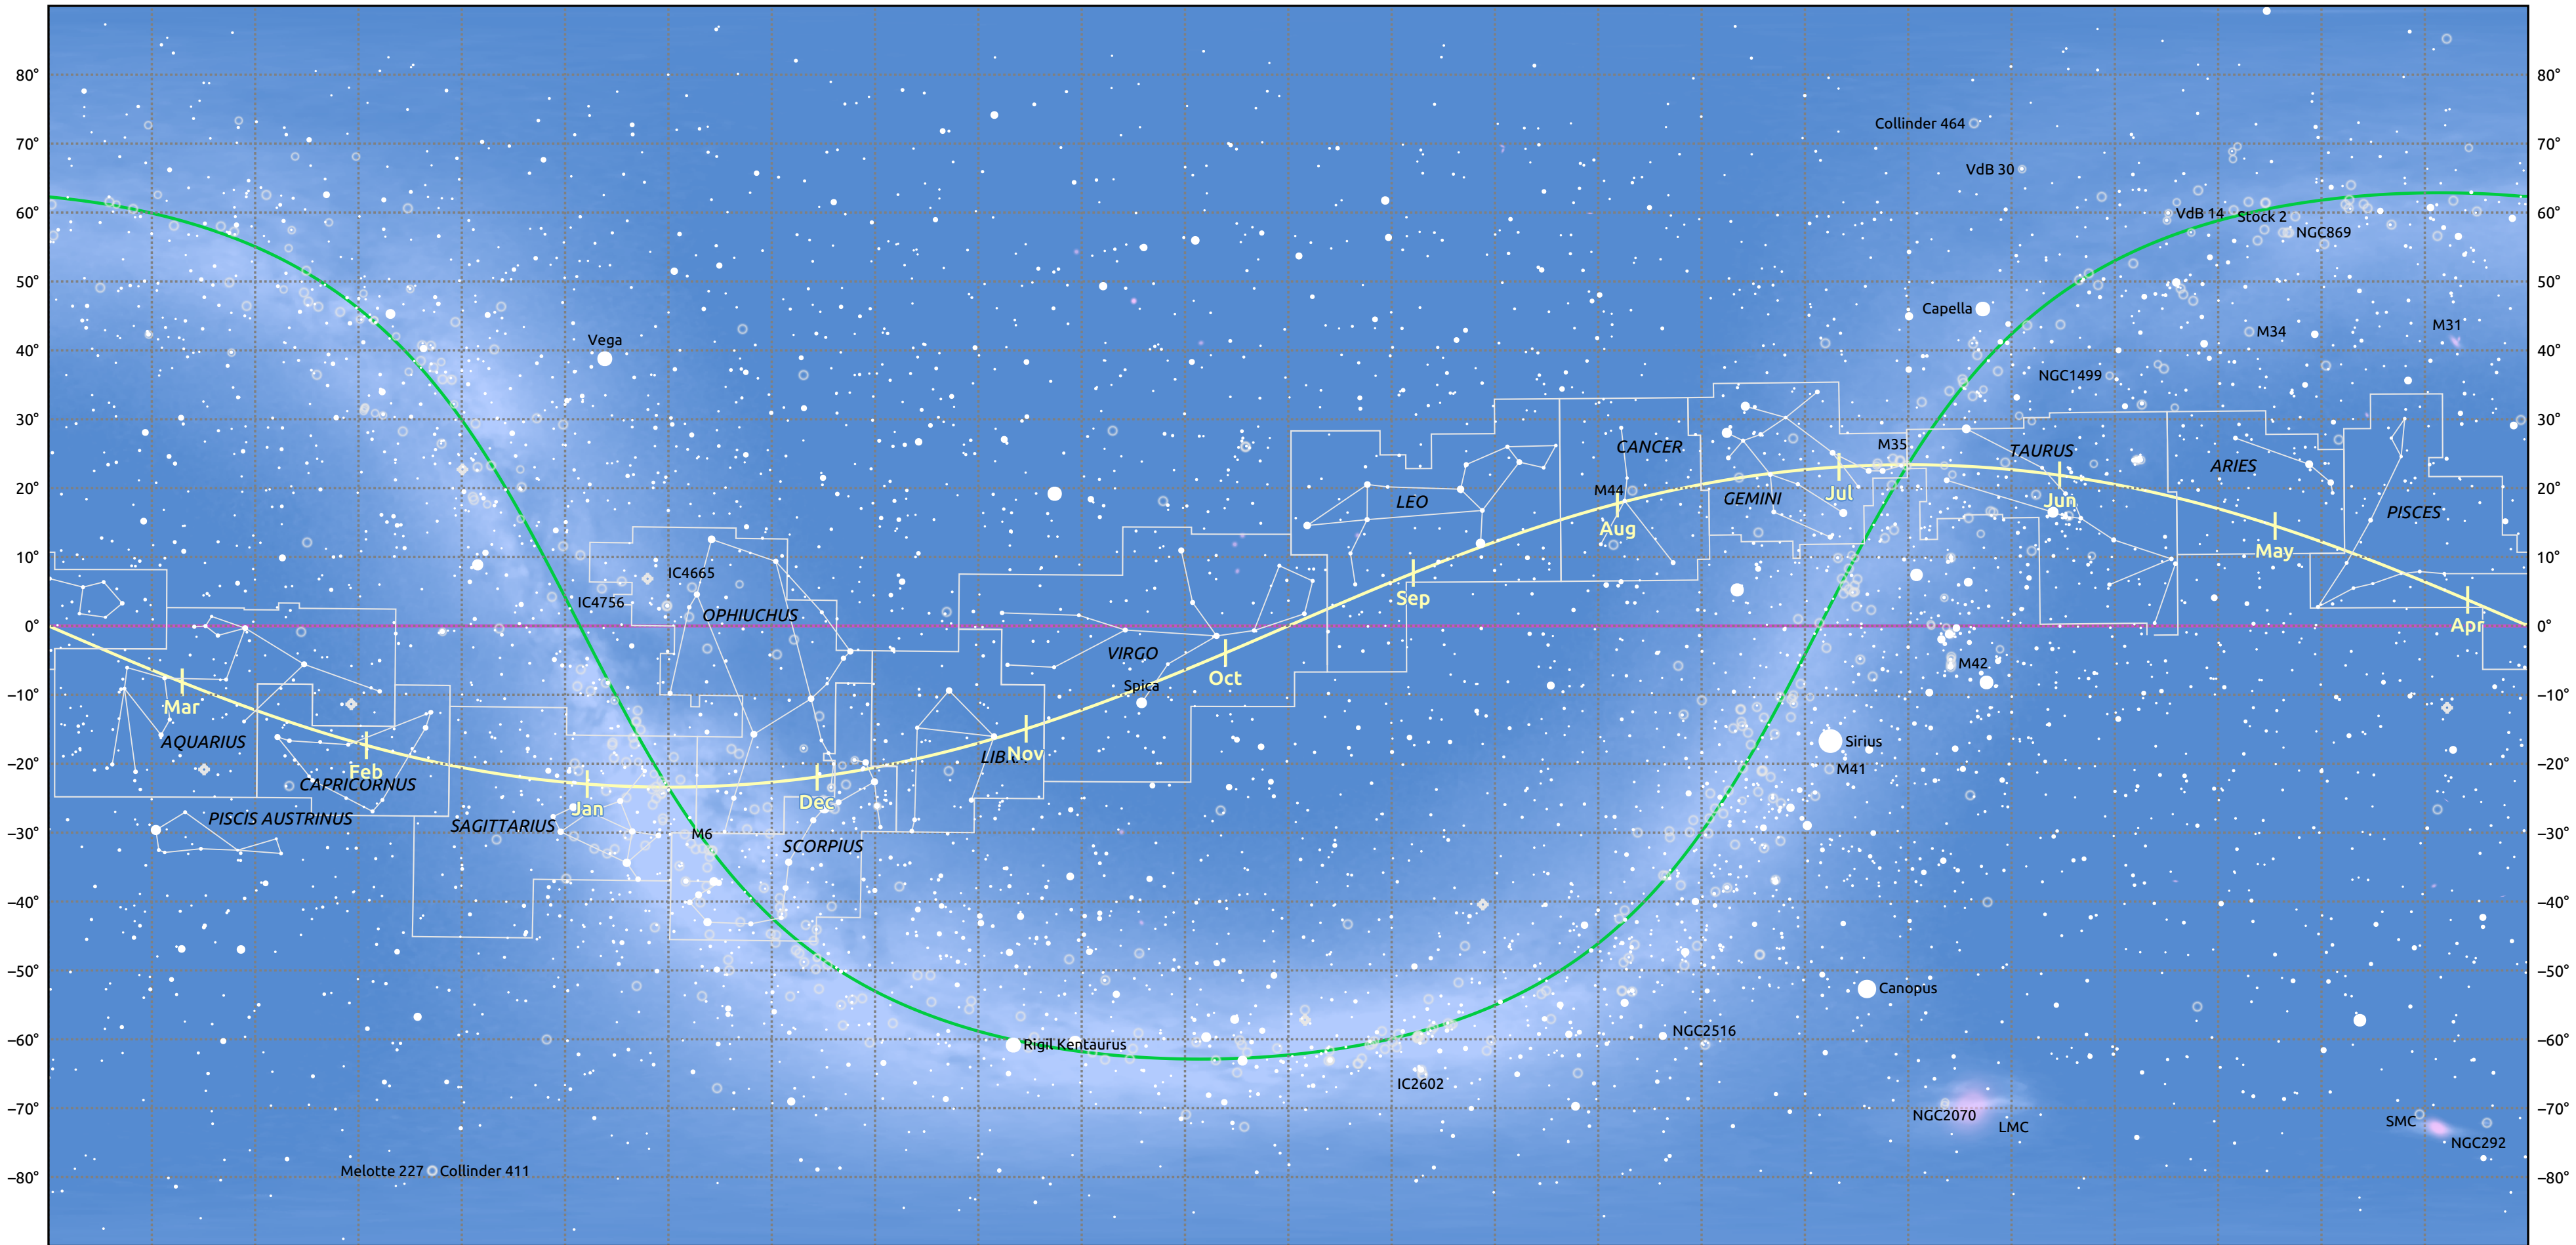 80° 80°
Collinder 464
70° 70°
VdB 30
60° VdB 14 Stock 2 60°
NGC869
50° 50°
Capella
M34 M31
Vega
40° 40°
NGC1499
30° 30°
M35
CANCER TAURUS
ARIES
20° M44 LEO GEMINI Jul Jun 20°
PISCES
Aug
May
10° 10°
IC4665
IC4756 Sep
OPHIUCHUS
0° Apr 0°
VIRGO
M42
Oct
Spica
−10° −10°
Mar
AQUARIUS Sirius
Nov
LIBRA
Feb M41
−20° −20°
CAPRICORNUS
Dec
Jan
PISCIS AUSTRINUS
SAGITTARIUS
−30° M6 −30°
SCORPIUS
−40° −40°
−50° −50°
Canopus
NGC2516
−60° Rigil Kentaurus −60°
IC2602
−70° NGC2070 −70°
SMC
LMC
NGC292
−80° Melotte 227 Collinder 411 −80°